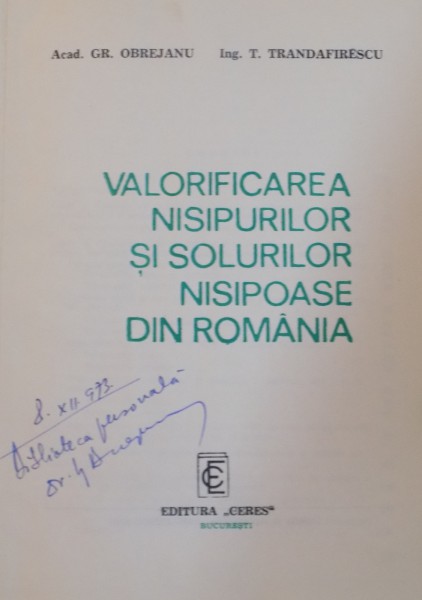 Acad. GR. OBREJANU Ing. T. TRANDAFIRESCU
VALORIFICAREA
NISIPURILOR
ȘI SOLURILOR
NISIPOASE
DIN ROMÂNIA
8. XII. 973
Biblioteca personală
EDITURA „CERES”
BUCUREȘTI